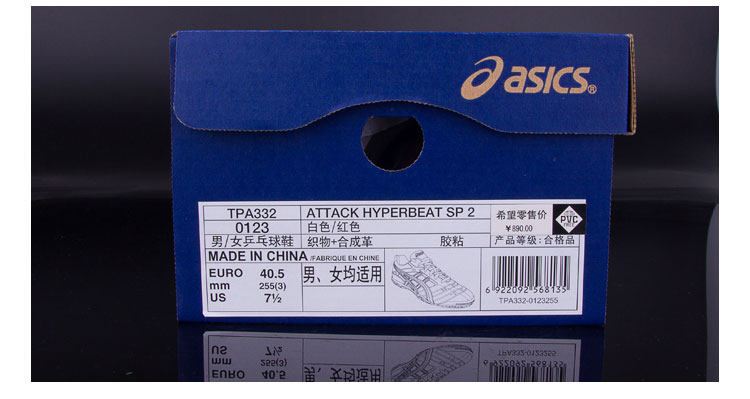 asics®
TPA332 ATTACK HYPERBEAT SP 2 希望零售价
¥890.00
PVC
0123 白色/红色
男/女乒乓球鞋 织物+合成革 胶粘 产品等级:合格品
MADE IN CHINA /FABRIQUE EN CHINE
EURO 40.5 男、女均适用
mm 255(3)
US 7½
6 922092 568135
TPA332-0123255